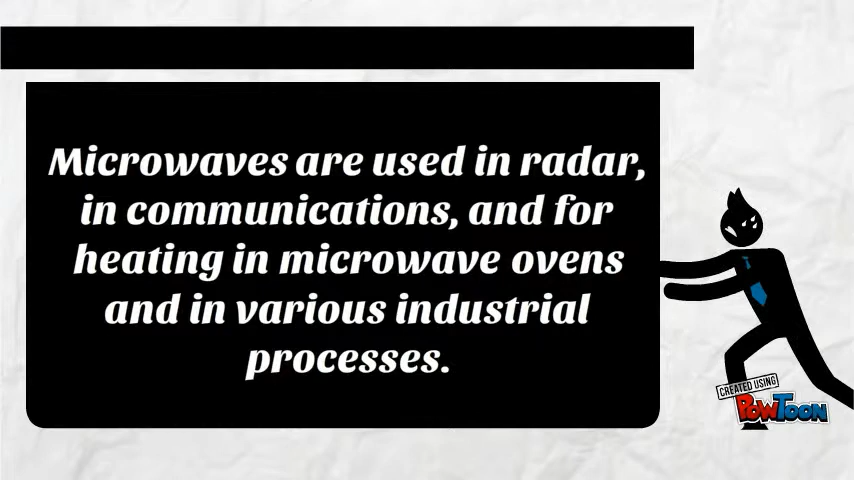 Microwaves are used in radar,
in communications, and for
heating in microwave ovens
and in various industrial
processes.
CREATED USING
POWTOON